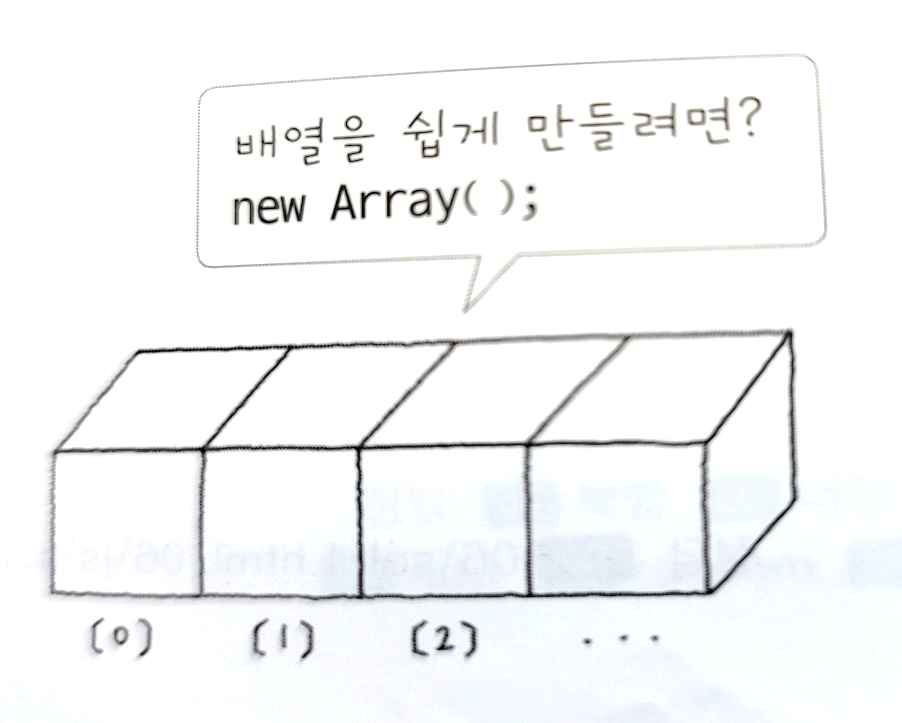 배열을 쉽게 만들려면?
new Array( );
[0] [1] [2] ...